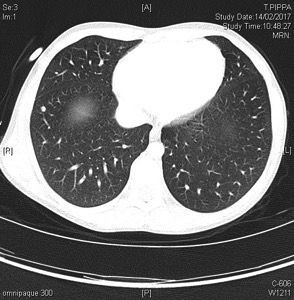 Se:3
Im:1
[A]
T.PIPPA
Study Date:14/02/2017
Study Time:10:48:27
MRN:
[R]
[L]
omnipaque 300
[P]
C-606
W1211